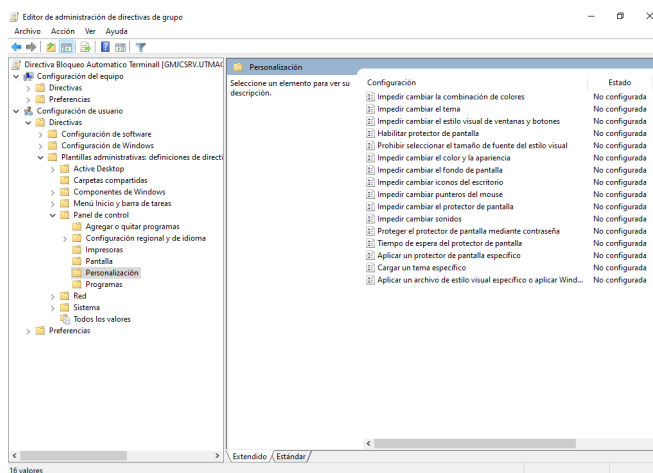 Editor de administración de directivas de grupo
Archivo Acción Ver Ayuda
Directiva Bloqueo Automatico Terminall [GMJCSRV.UTMAC
Configuración del equipo
Directivas
Preferencias
Configuración de usuario
Directivas
Configuración de software
Configuración de Windows
Plantillas administrativas: definiciones de directi
Active Desktop
Carpetas compartidas
Componentes de Windows
Menú Inicio y barra de tareas
Panel de control
Agregar o quitar programas
Configuración regional y de idioma
Impresoras
Pantalla
Personalización
Programas
Red
Sistema
Todos los valores
Preferencias
Personalización
Seleccione un elemento para ver su
descripción.
Configuración Estado
Impedir cambiar la combinación de colores No configurada
Impedir cambiar el tema No configurada
Impedir cambiar el estilo visual de ventanas y botones No configurada
Habilitar protector de pantalla No configurada
Prohibir seleccionar el tamaño de fuente del estilo visual No configurada
Impedir cambiar el color y la apariencia No configurada
Impedir cambiar el fondo de pantalla No configurada
Impedir cambiar iconos del escritorio No configurada
Impedir cambiar punteros del mouse No configurada
Impedir cambiar el protector de pantalla No configurada
Impedir cambiar sonidos No configurada
Proteger el protector de pantalla mediante contraseña No configurada
Tiempo de espera del protector de pantalla No configurada
Aplicar un protector de pantalla específico No configurada
Cargar un tema específico No configurada
Aplicar un archivo de estilo visual específico o aplicar Wind... No configurada
Extendido Estándar
16 valores